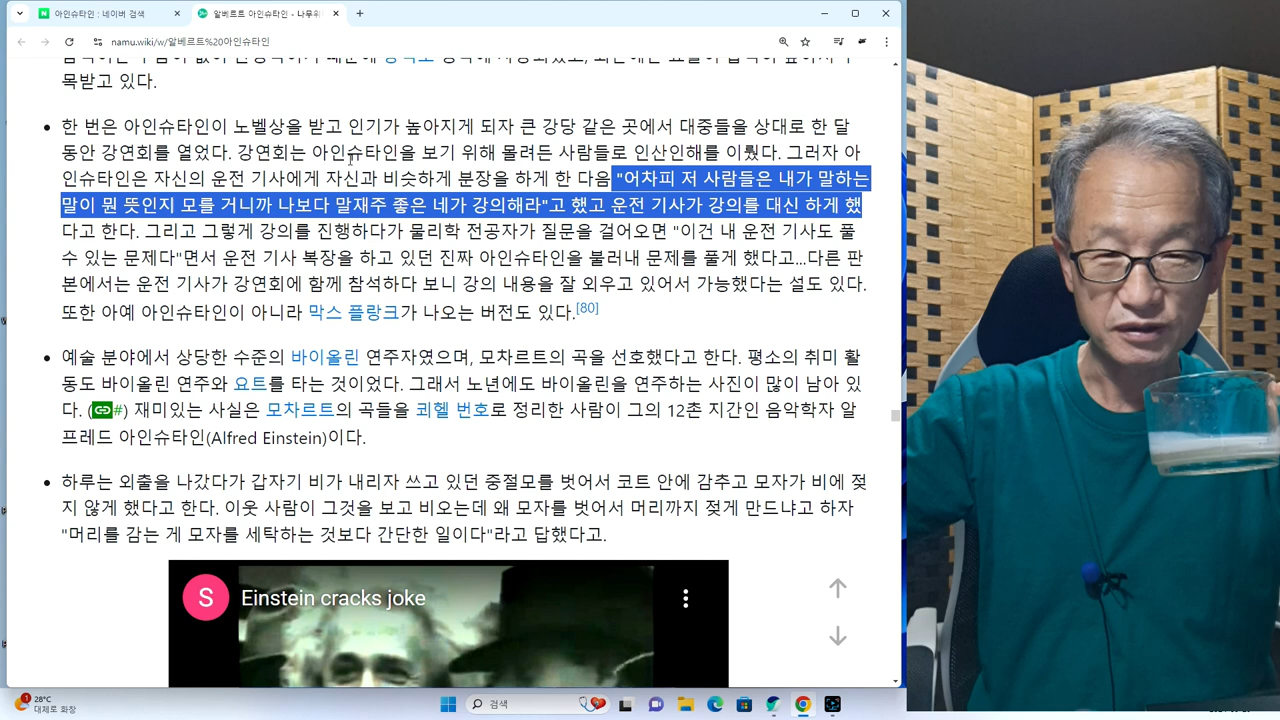 아인슈타인 : 네이버 검색
알베르트 아인슈타인 - 나무위
namu.wiki/w/알베르트%20아인슈타인
목받고 있다.
한 번은 아인슈타인이 노벨상을 받고 인기가 높아지게 되자 큰 강당 같은 곳에서 대중들을 상대로 한 달
동안 강연회를 열었다. 강연회는 아인슈타인을 보기 위해 몰려든 사람들로 인산인해를 이뤘다. 그러자 아
인슈타인은 자신의 운전 기사에게 자신과 비슷하게 분장을 하게 한 다음 "어차피 저 사람들은 내가 말하는
말이 뭔 뜻인지 모를 거니까 나보다 말재주 좋은 네가 강의해라"고 했고 운전 기사가 강의를 대신 하게 했
다고 한다. 그리고 그렇게 강의를 진행하다가 물리학 전공자가 질문을 걸어오면 "이건 내 운전 기사도 풀
수 있는 문제다"면서 운전 기사 복장을 하고 있던 진짜 아인슈타인을 불러내 문제를 풀게 했다고...다른 판
본에서는 운전 기사가 강연회에 함께 참석하다 보니 강의 내용을 잘 외우고 있어서 가능했다는 설도 있다.
또한 아예 아인슈타인이 아니라 막스 플랑크가 나오는 버전도 있다.[80]
예술 분야에서 상당한 수준의 바이올린 연주자였으며, 모차르트의 곡을 선호했다고 한다. 평소의 취미 활
동도 바이올린 연주와 요트를 타는 것이었다. 그래서 노년에도 바이올린을 연주하는 사진이 많이 남아 있
다. (#) 재미있는 사실은 모차르트의 곡들을 쾨헬 번호로 정리한 사람이 그의 12촌 지간인 음악학자 알
프레드 아인슈타인(Alfred Einstein)이다.
하루는 외출을 나갔다가 갑자기 비가 내리자 쓰고 있던 중절모를 벗어서 코트 안에 감추고 모자가 비에 젖
지 않게 했다고 한다. 이웃 사람이 그것을 보고 비오는데 왜 모자를 벗어서 머리까지 젖게 만드냐고 하자
"머리를 감는 게 모자를 세탁하는 것보다 간단한 일이다"라고 답했다고.
S Einstein cracks joke
1
28°C
대체로 화창
검색